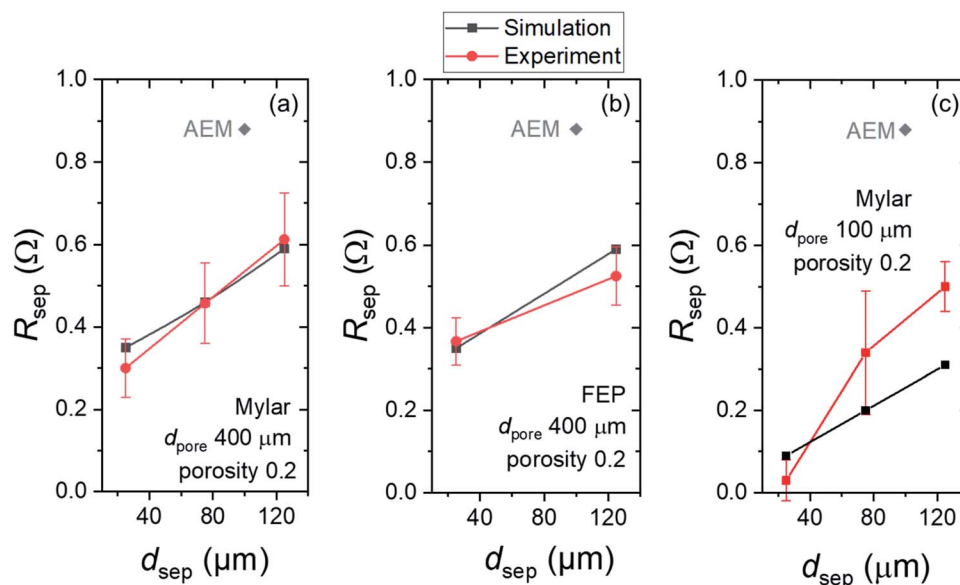 Simulation
Experiment
(a)
AEM
Mylar
dpore 400 μm
porosity 0.2
Rsep (Ω)
1.0
0.8
0.6
0.4
0.2
0.0
40 80 120
dsep (μm)
(b)
AEM
FEP
dpore 400 μm
porosity 0.2
Rsep (Ω)
1.0
0.8
0.6
0.4
0.2
0.0
40 80 120
dsep (μm)
(c)
AEM
Mylar
dpore 100 μm
porosity 0.2
Rsep (Ω)
1.0
0.8
0.6
0.4
0.2
0.0
40 80 120
dsep (μm)